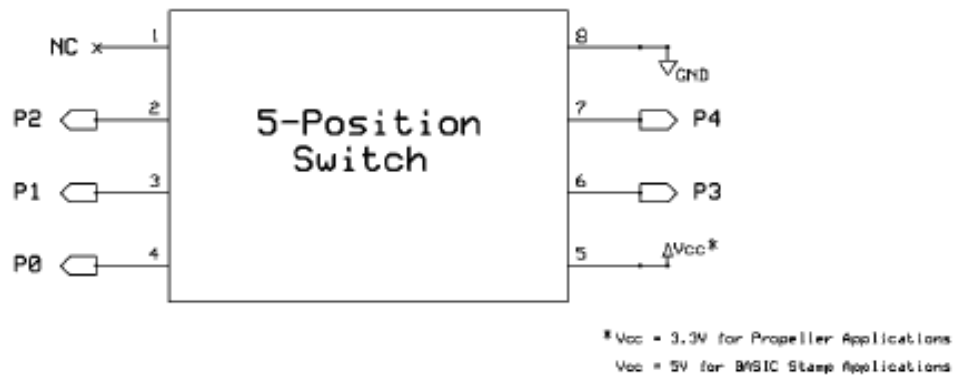 NC 1 8 GND
P2 2 7 P4
5-Position
Switch
P1 3 6 P3
P0 4 5 Vcc*
*Vcc = 3.3V for Propeller Applications
Vcc = 5V for BASIC Stamp Applications